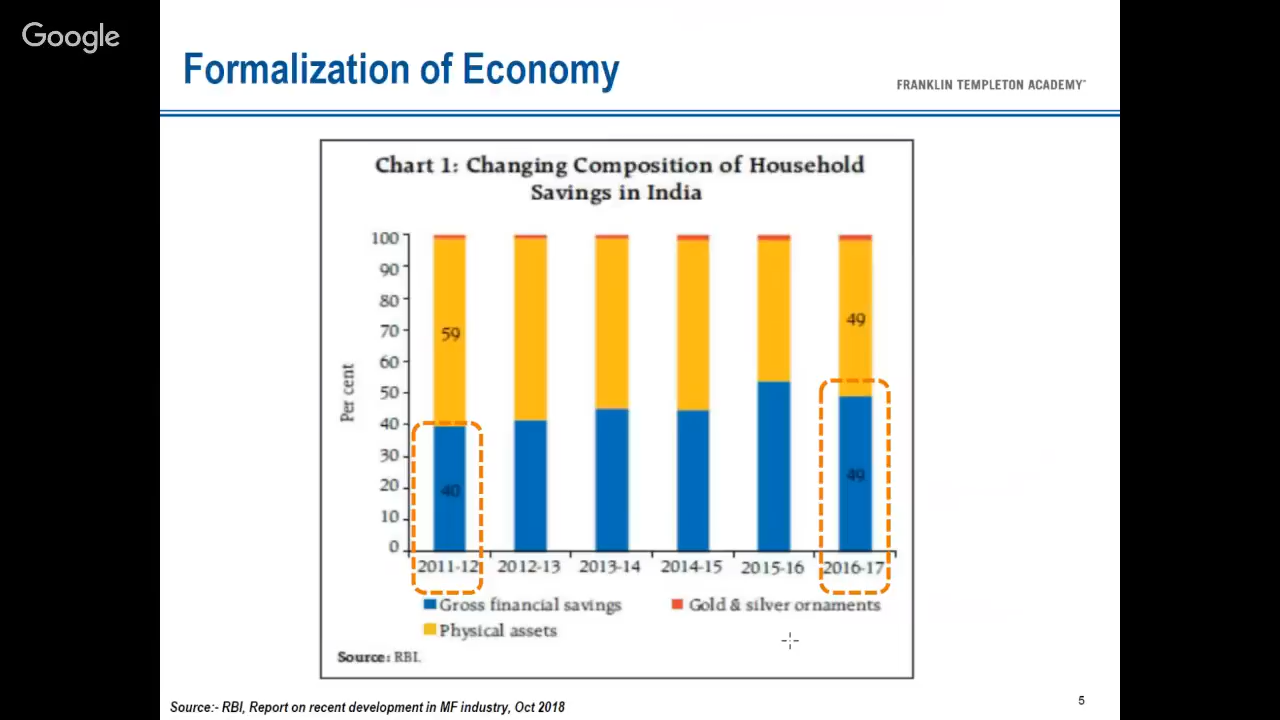 Google
Formalization of Economy
FRANKLIN TEMPLETON ACADEMY
Chart 1: Changing Composition of Household
Savings in India
Per cent
100
90
80
70
60
50
40
30
20
10
0
59
40
49
49
2011-12 2012-13 2013-14 2014-15 2015-16 2016-17
Gross financial savings Gold & silver ornaments
Physical assets
Source: RBI.
Source:- RBI, Report on recent development in MF industry, Oct 2018
5